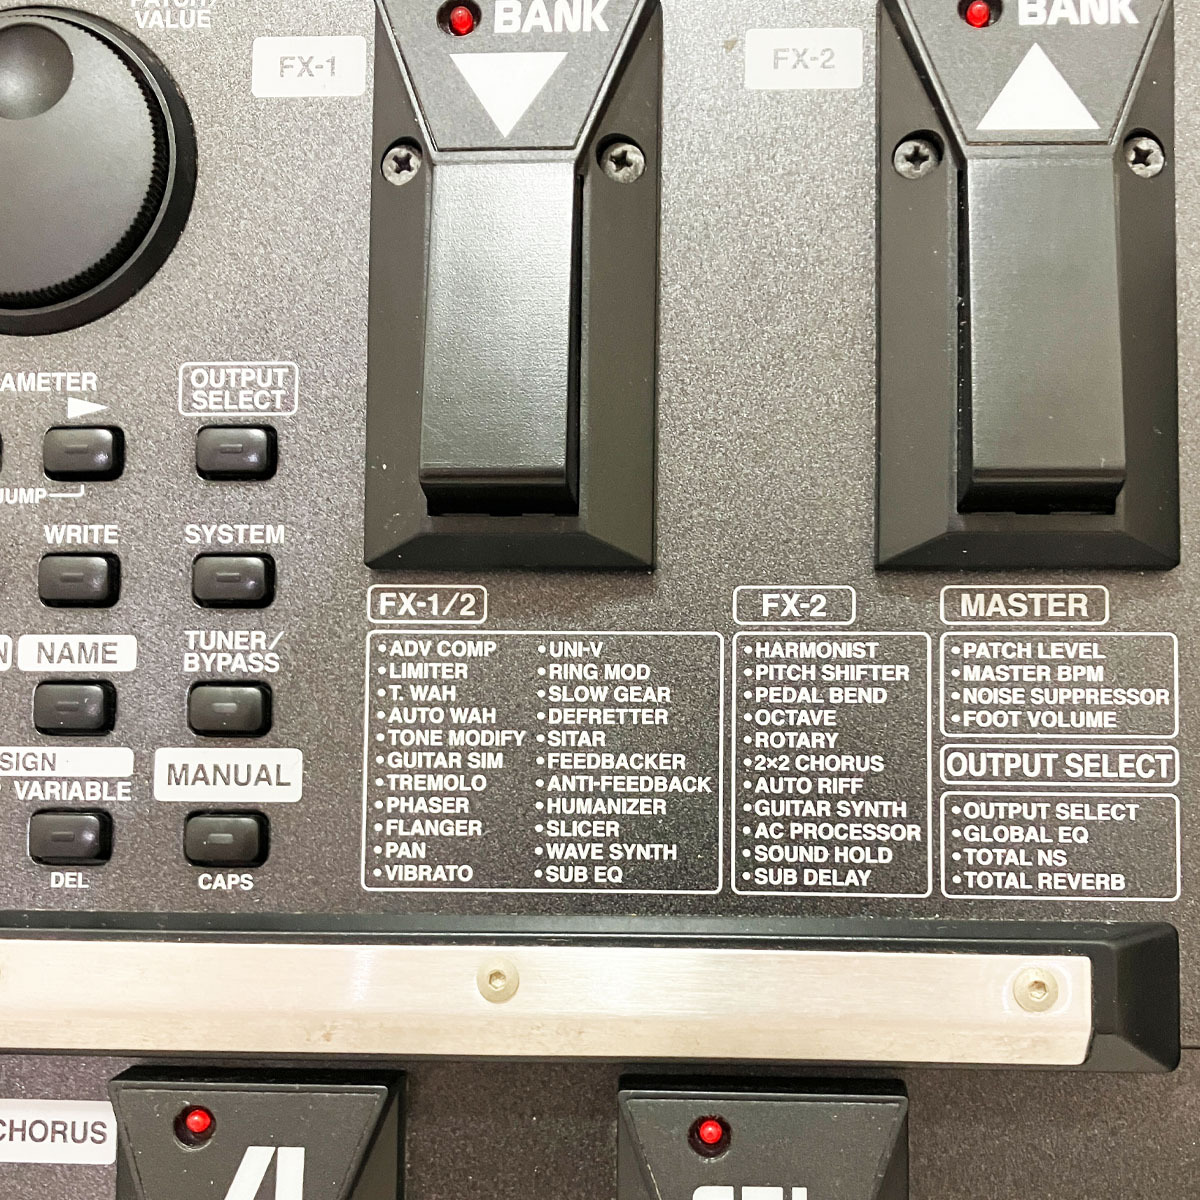 VALUE
FX-1
BANK
FX-2
BANK
AMETER
OUTPUT
SELECT
JUMP
WRITE
SYSTEM
NAME
TUNER/
BYPASS
SIGN
VARIABLE
MANUAL
DEL
CAPS
FX-1/2
•ADV COMP
•LIMITER
•T. WAH
•AUTO WAH
•TONE MODIFY
•GUITAR SIM
•TREMOLO
•PHASER
•FLANGER
•PAN
•VIBRATO
•UNI-V
•RING MOD
•SLOW GEAR
•DEFRETTER
•SITAR
•FEEDBACKER
•ANTI-FEEDBACK
•HUMANIZER
•SLICER
•WAVE SYNTH
•SUB EQ
FX-2
•HARMONIST
•PITCH SHIFTER
•PEDAL BEND
•OCTAVE
•ROTARY
•2×2 CHORUS
•AUTO RIFF
•GUITAR SYNTH
•AC PROCESSOR
•SOUND HOLD
•SUB DELAY
MASTER
•PATCH LEVEL
•MASTER BPM
•NOISE SUPPRESSOR
•FOOT VOLUME
OUTPUT SELECT
•OUTPUT SELECT
•GLOBAL EQ
•TOTAL NS
•TOTAL REVERB
CHORUS
4